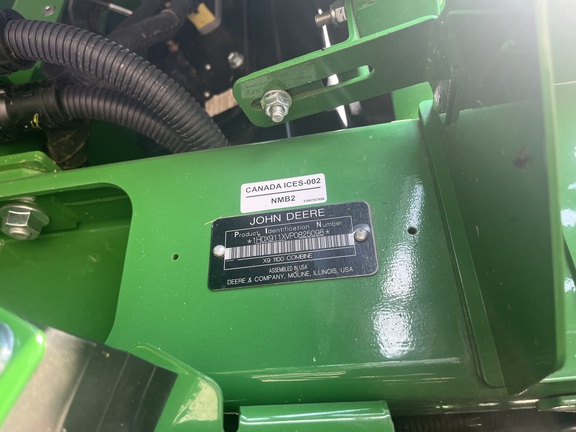 CANADA ICES-002
NMB2
JOHN DEERE
Product Identification Number
*1H0X911XVP0825098*
X9 1100 COMBINE
ASSEMBLED IN USA
DEERE & COMPANY, MOLINE, ILLINOIS, USA